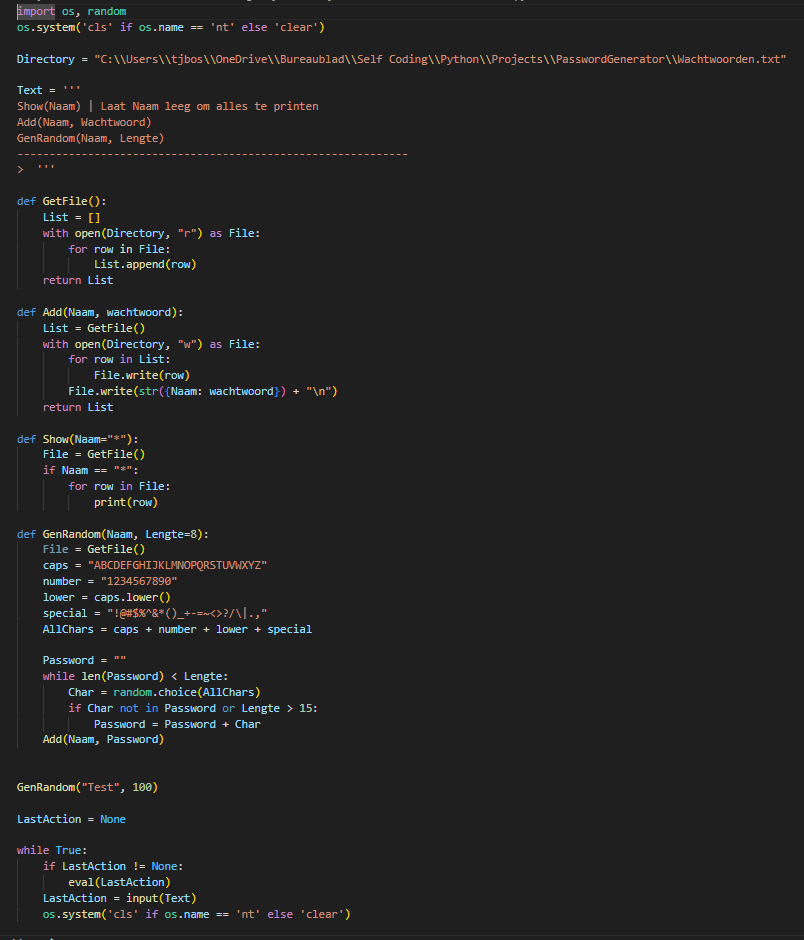 import os, random
os.system('cls' if os.name == 'nt' else 'clear')
Directory = "C:\\Users\\tjbos\\OneDrive\\Bureaublad\\Self Coding\\Python\\Projects\\PasswordGenerator\\Wachtwoorden.txt"
Text = '''
Show(Naam) | Laat Naam leeg om alles te printen
Add(Naam, Wachtwoord)
GenRandom(Naam, Lengte)
-------------------------------------------------------------
>  '''
def GetFile():
    List = []
    with open(Directory, "r") as File:
        for row in File:
            List.append(row)
    return List
def Add(Naam, wachtwoord):
    List = GetFile()
    with open(Directory, "w") as File:
        for row in List:
            File.write(row)
        File.write(str({Naam: wachtwoord}) + "\n")
    return List
def Show(Naam="*"):
    File = GetFile()
    if Naam == "*":
        for row in File:
            print(row)
def GenRandom(Naam, Lengte=8):
    File = GetFile()
    caps = "ABCDEFGHIJKLMNOPQRSTUVWXYZ"
    number = "1234567890"
    lower = caps.lower()
    special = "!@#$%^&*()_+-=~<>?/\|.,"
    AllChars = caps + number + lower + special
    Password = ""
    while len(Password) < Lengte:
        Char = random.choice(AllChars)
        if Char not in Password or Lengte > 15:
            Password = Password + Char
    Add(Naam, Password)
GenRandom("Test", 100)
LastAction = None
while True:
    if LastAction != None:
        eval(LastAction)
    LastAction = input(Text)
    os.system('cls' if os.name == 'nt' else 'clear')